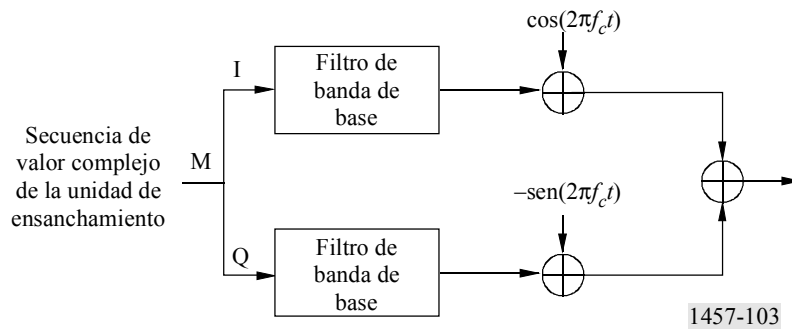 cos(2πf_ct)
I
Filtro de
banda de
base
Secuencia de
valor complejo
de la unidad de
ensanchamiento
M
–sen(2πf_ct)
Q
Filtro de
banda de
base
1457-103